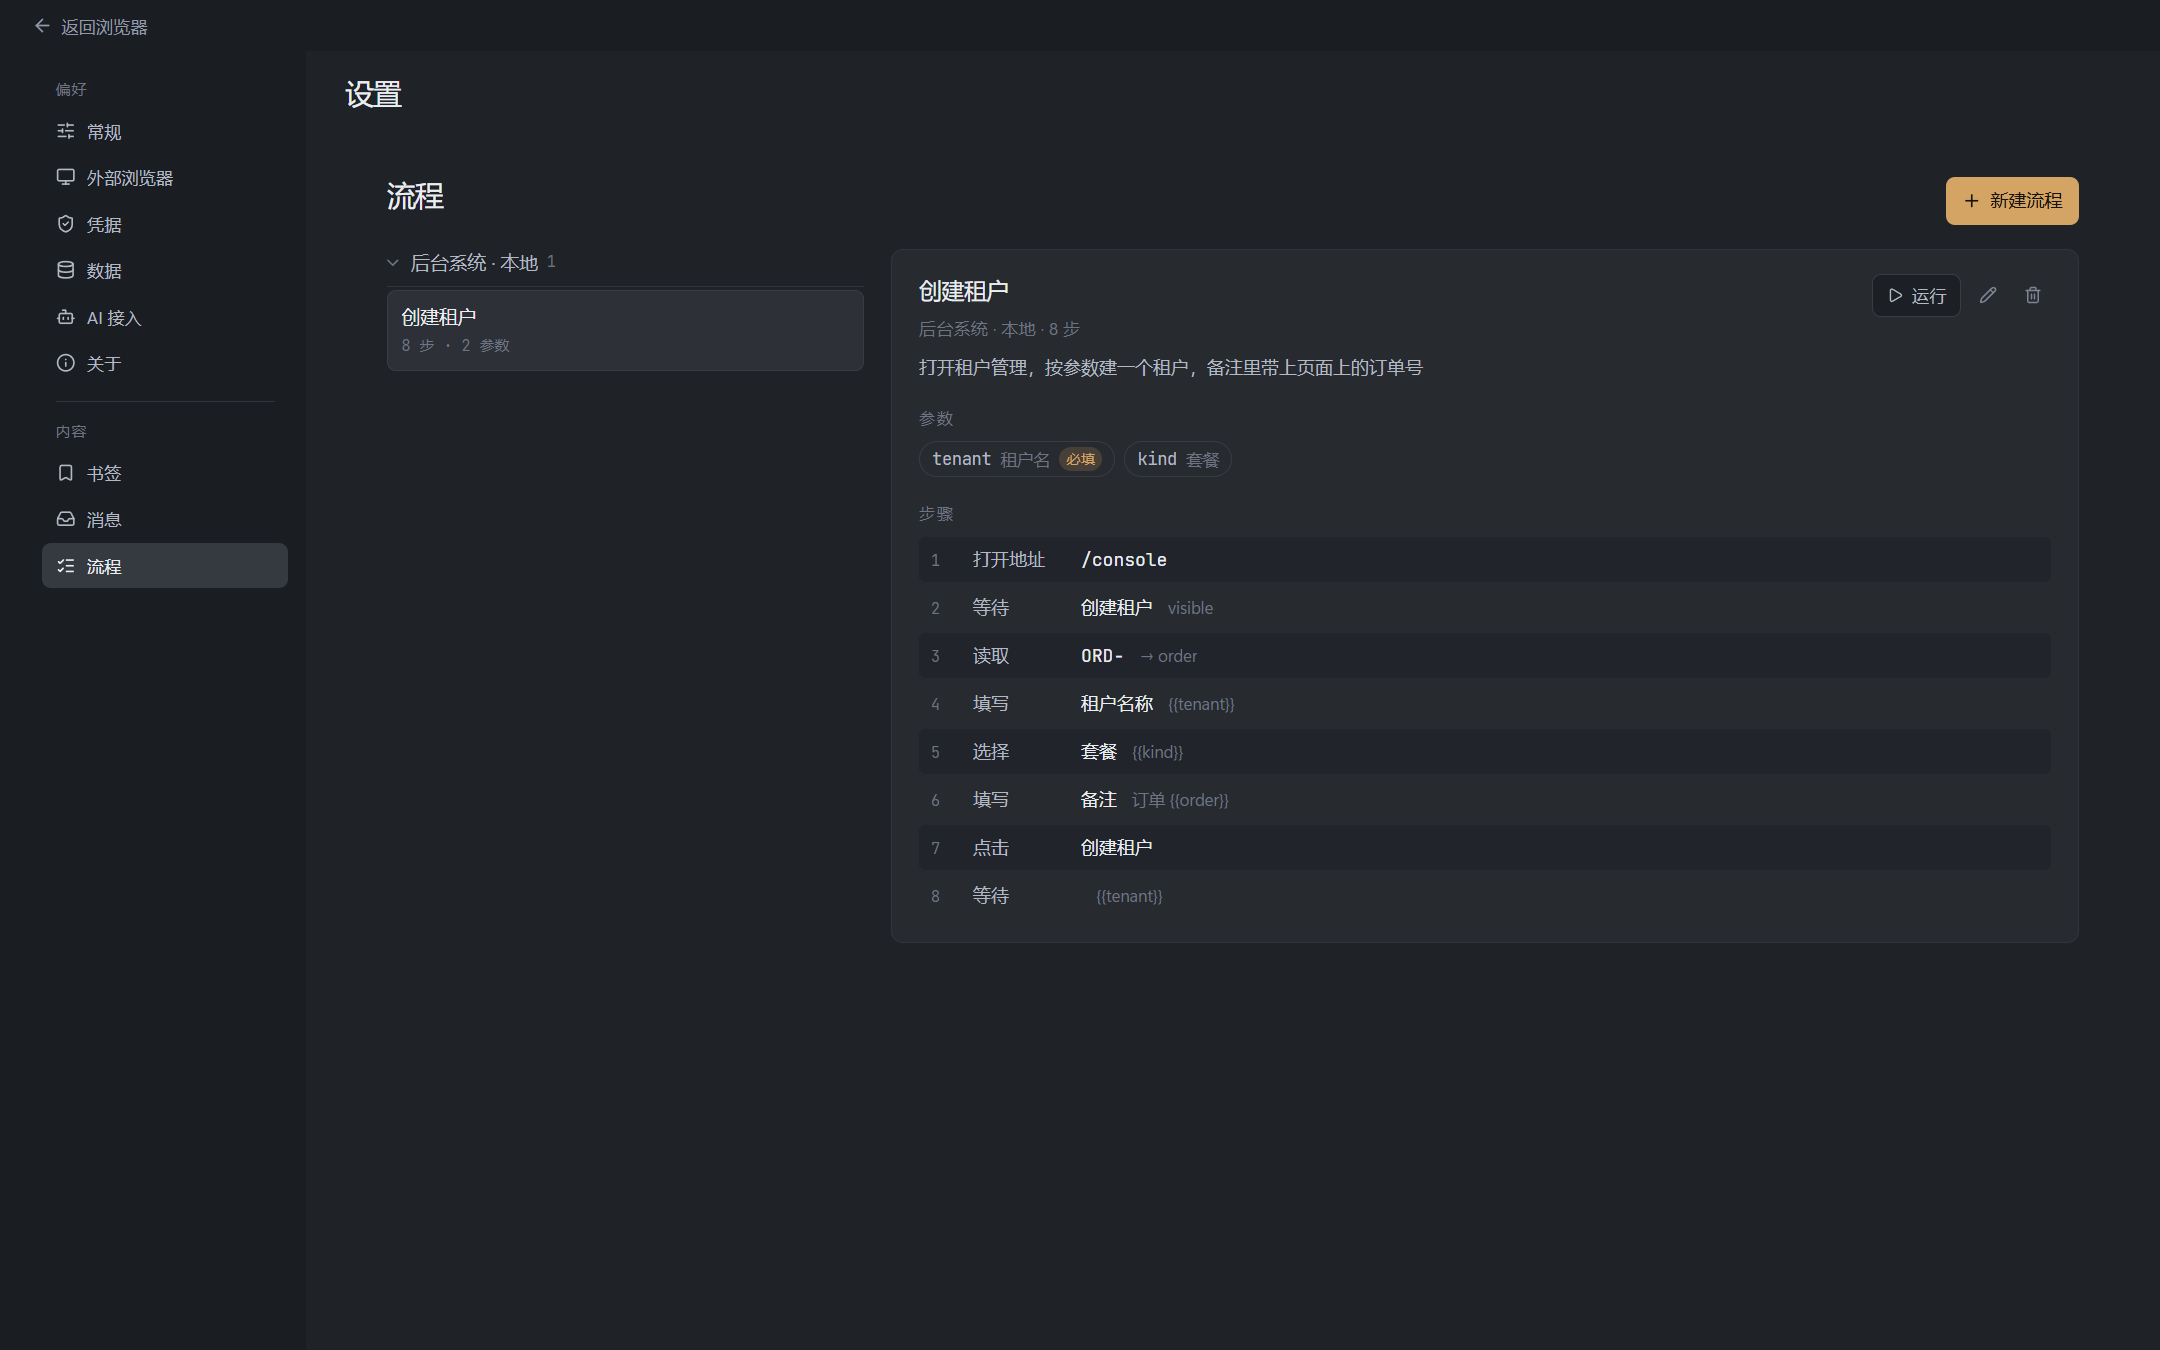 返回浏览器
偏好
常规
外部浏览器
凭据
数据
AI 接入
关于
内容
书签
消息
流程
设置
流程
新建流程
后台系统 · 本地 1
创建租户
8 步 · 2 参数
创建租户
运行
后台系统 · 本地 · 8 步
打开租户管理，按参数建一个租户，备注里带上页面上的订单号
参数
tenant 租户名 必填
kind 套餐
步骤
1 打开地址 /console
2 等待 创建租户 visible
3 读取 ORD- → order
4 填写 租户名称 {{tenant}}
5 选择 套餐 {{kind}}
6 填写 备注 订单 {{order}}
7 点击 创建租户
8 等待 {{tenant}}